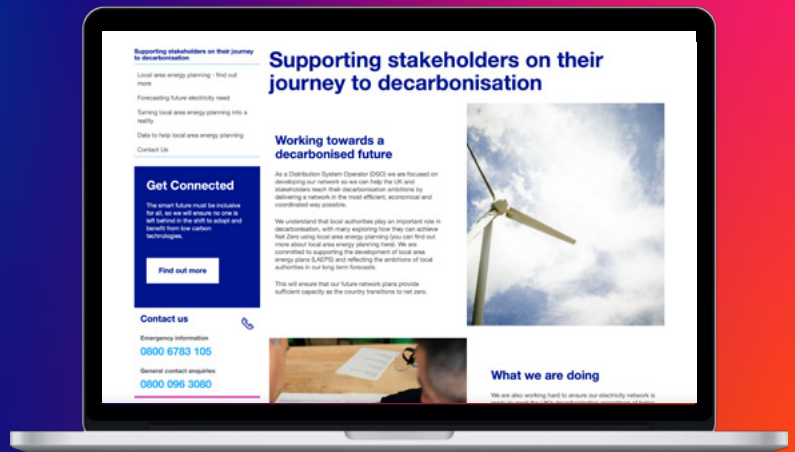 Supporting stakeholders on their journey
to decarbonisation
Local area energy planning - find out
more
Forecasting future electricity need
Turning local area energy planning into a
reality
Data to help local area energy planning
Contact Us
Get Connected
The smart future must be inclusive
for all, so we will ensure no one is
left behind in the shift to adopt and
benefit from low carbon
technologies.
Find out more
Contact us
Emergency information
0800 6783 105
General contact enquiries
0800 096 3080
Supporting stakeholders on their
journey to decarbonisation
Working towards a
decarbonised future
As a Distribution System Operator (DSO) we are focused on
developing our network so we can help the UK and
stakeholders reach their decarbonisation ambitions by
delivering a network in the most efficient, economical and
coordinated way possible.
We understand that local authorities play an important role in
decarbonisation, with many exploring how they can achieve
Net Zero using local area energy planning (you can find out
more about local area energy planning here). We are
committed to supporting the development of local area
energy plans (LAEPS) and reflecting the ambitions of local
authorities in our long term forecasts.
This will ensure that our future network plans provide
sufficient capacity as the country transitions to net zero.
What we are doing
We are also working hard to ensure our electricity network is